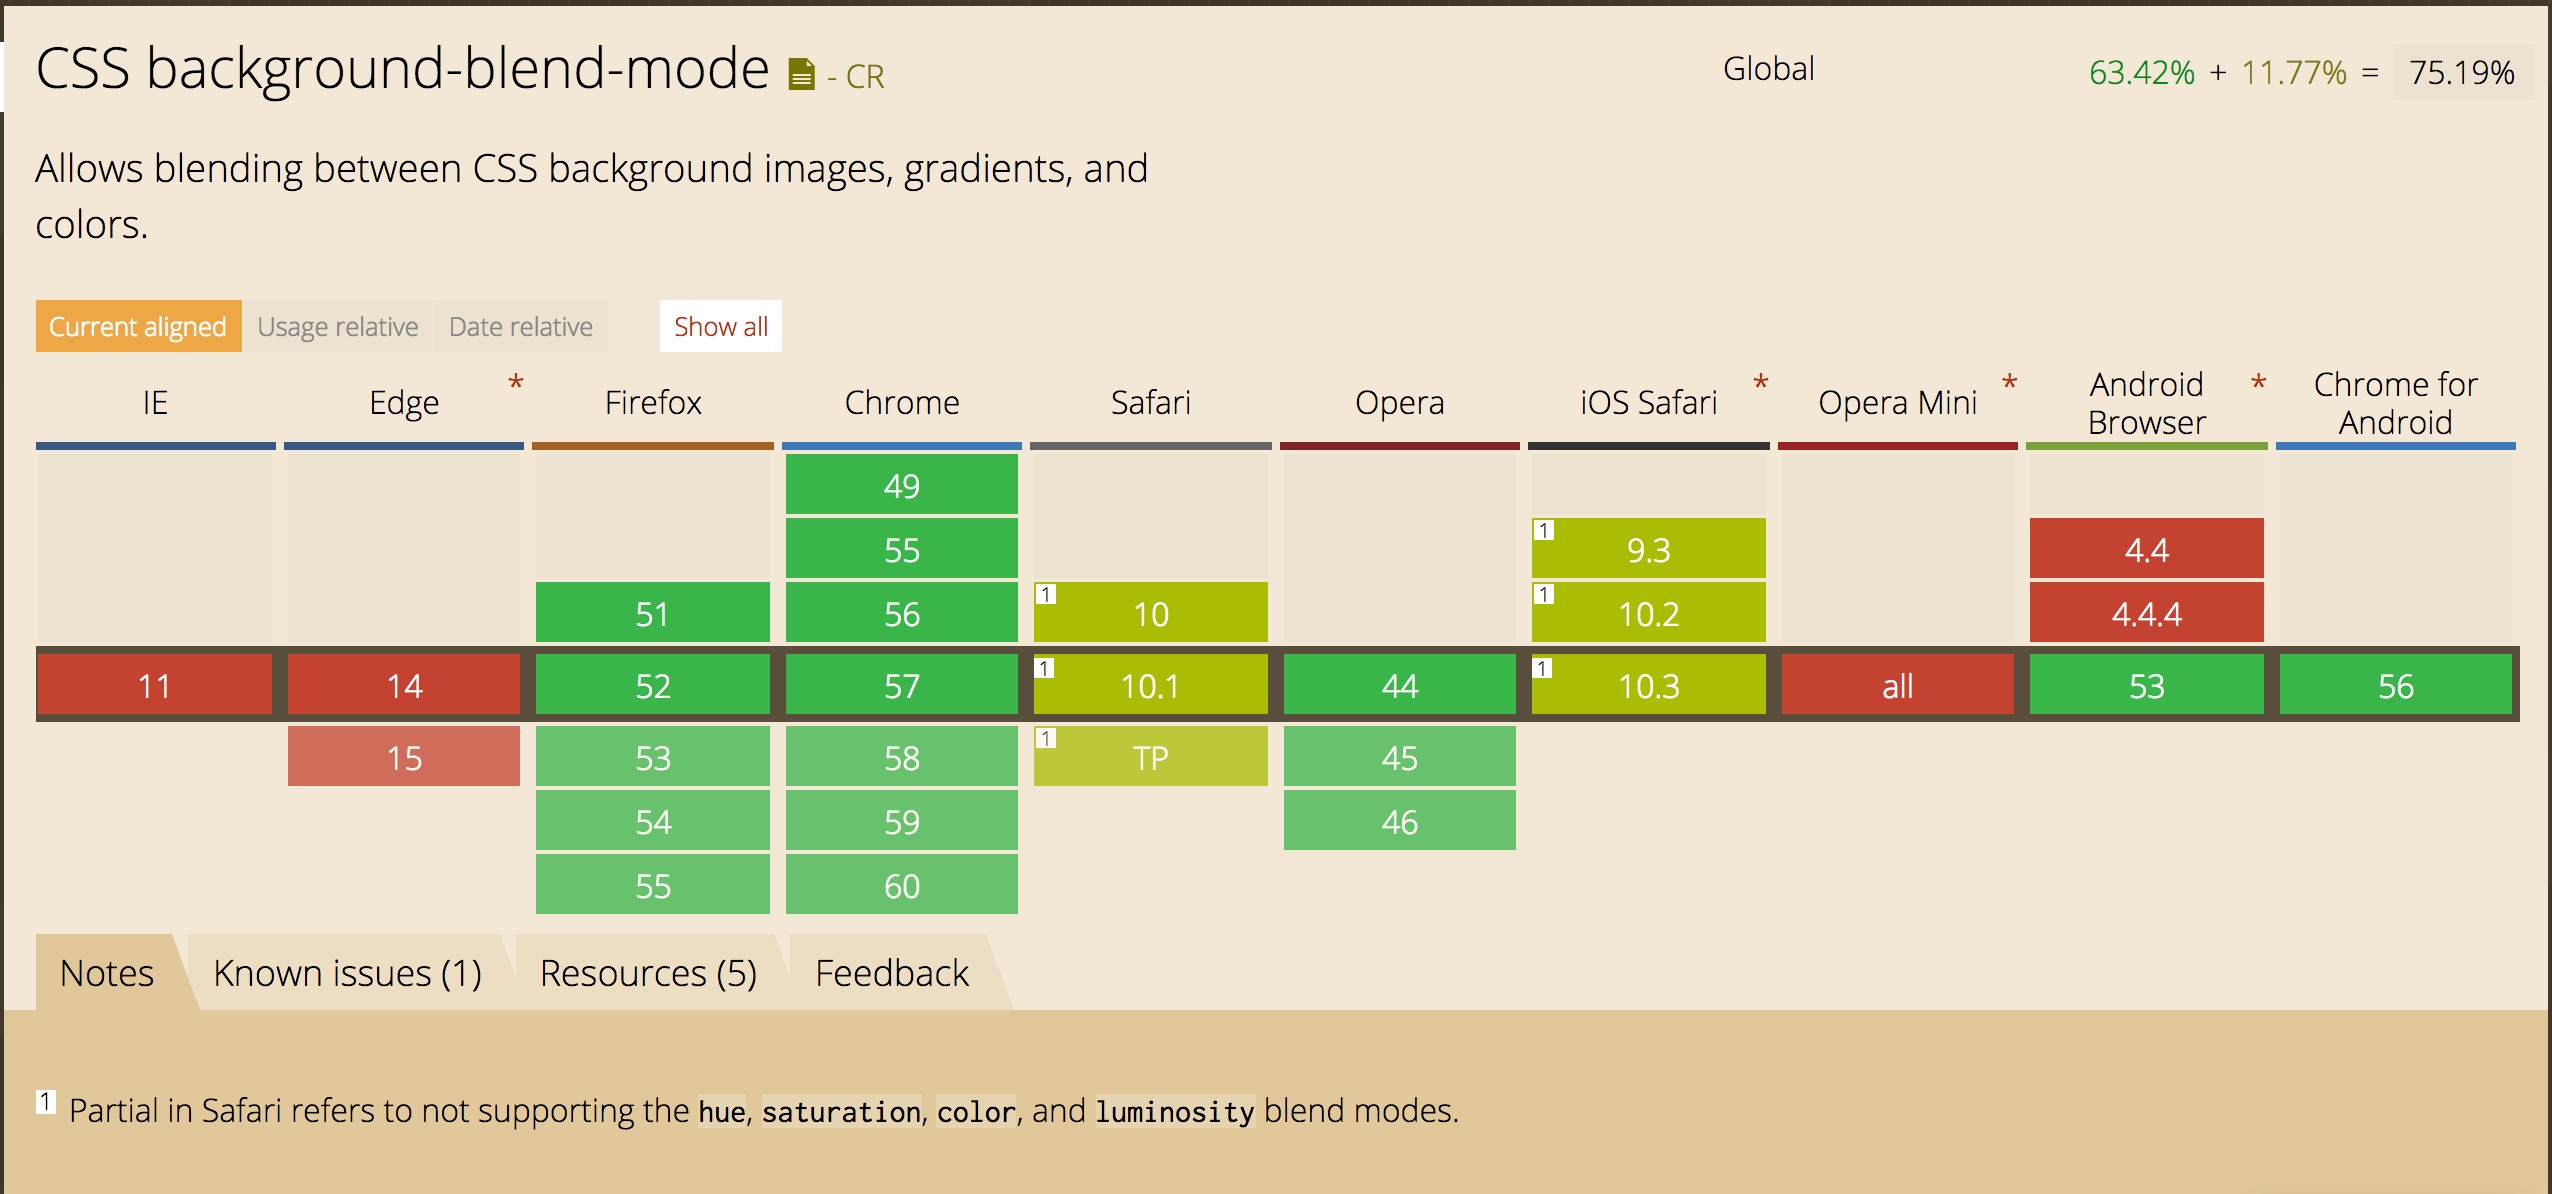 CSS background-blend-mode - CR
Global
63.42% + 11.77% = 75.19%
Allows blending between CSS background images, gradients, and
colors.
Current aligned Usage relative Date relative Show all
IE Edge * Firefox Chrome Safari Opera iOS Safari * Opera Mini * Android Browser * Chrome for Android
49
55 1 9.3 4.4
51 56 1 10 1 10.2 4.4.4
11 14 52 57 1 10.1 44 1 10.3 all 53 56
15 53 58 1 TP 45
54 59 46
55 60
Notes Known issues (1) Resources (5) Feedback
1 Partial in Safari refers to not supporting the hue, saturation, color, and luminosity blend modes.